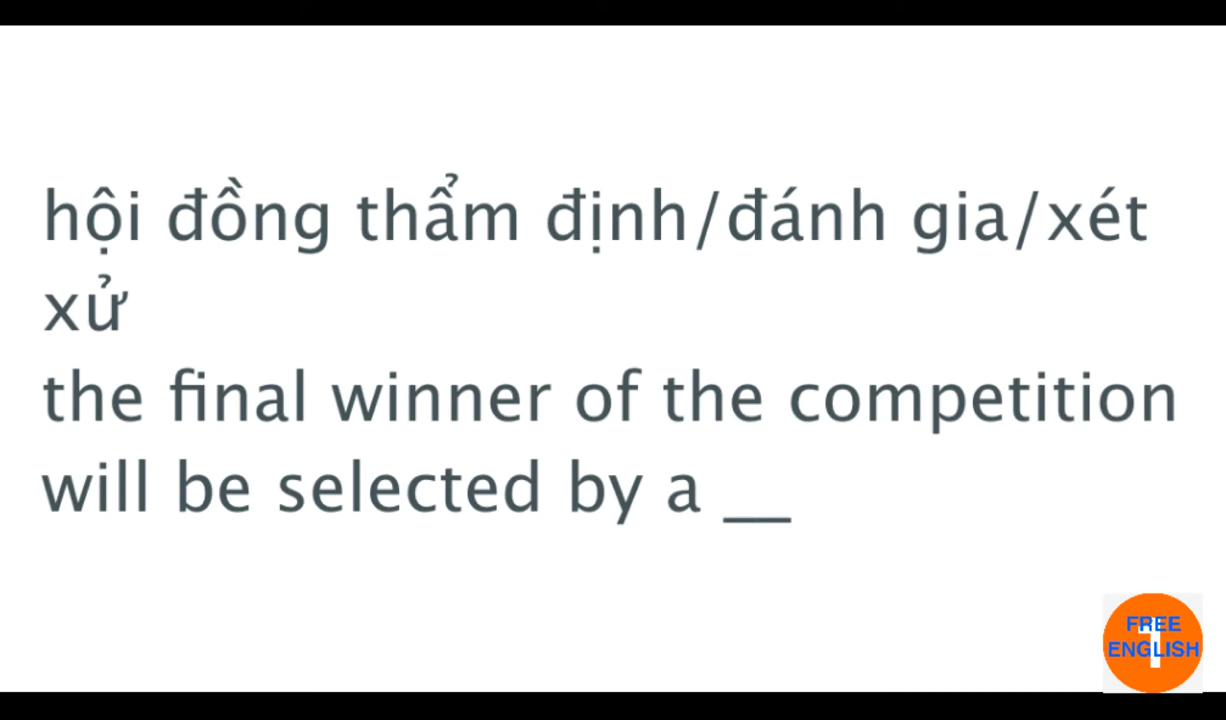 hội đồng thẩm định/đánh gia/xét
xử
the final winner of the competition
will be selected by a __
FREE
1
ENGLISH